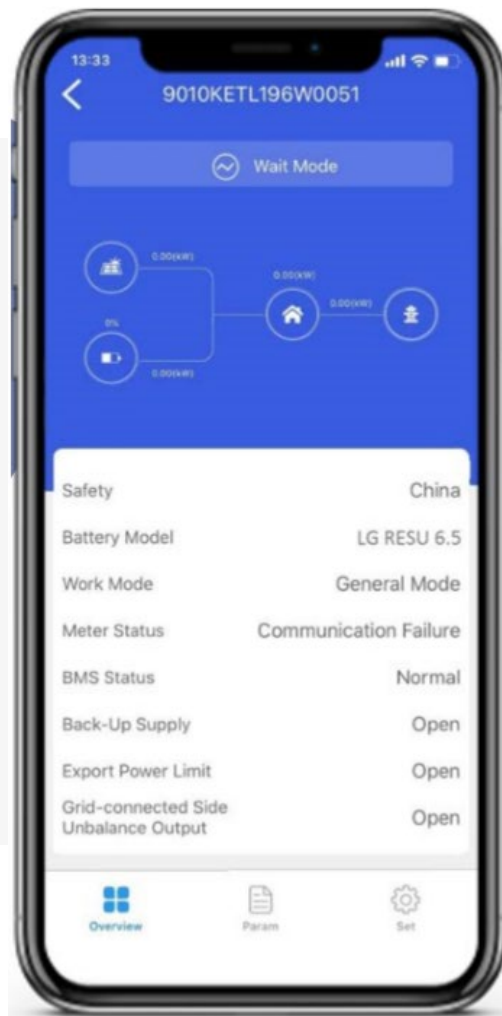 13:33
9010KETL196W0051
Wait Mode
0.00(kW)
0.00(kW)
0.00(kW)
0%
0.00(kW)
Safety China
Battery Model LG RESU 6.5
Work Mode General Mode
Meter Status Communication Failure
BMS Status Normal
Back-Up Supply Open
Export Power Limit Open
Grid-connected Side
Unbalance Output Open
Overview Param Set